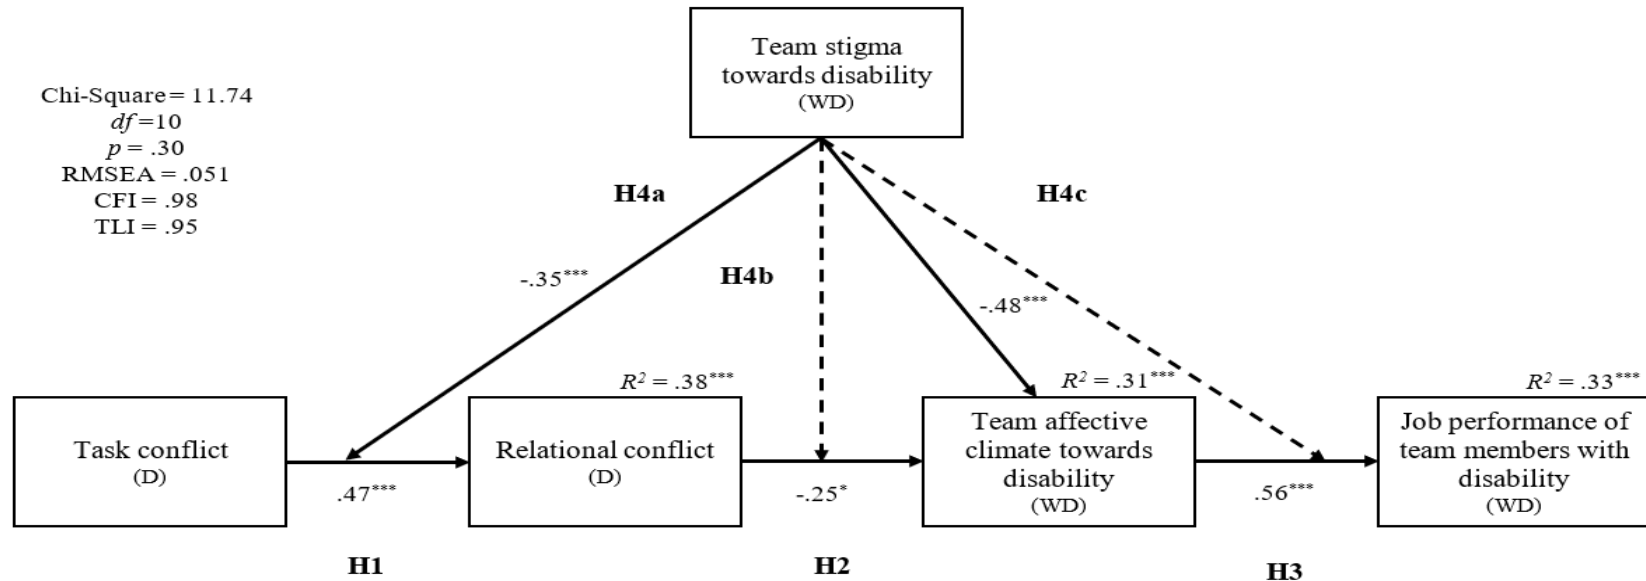 Team stigma
towards disability
(WD)
Chi-Square = 11.74
df =10
p = .30
RMSEA = .051
CFI = .98
TLI = .95
H4a
H4c
H4b
-.35***
-.48***
R² = .38***
R² = .31***
R² = .33***
Task conflict
(D)
Relational conflict
(D)
Team affective
climate towards
disability
(WD)
Job performance of
team members with
disability
(WD)
.47***
-.25*
.56***
H1
H2
H3